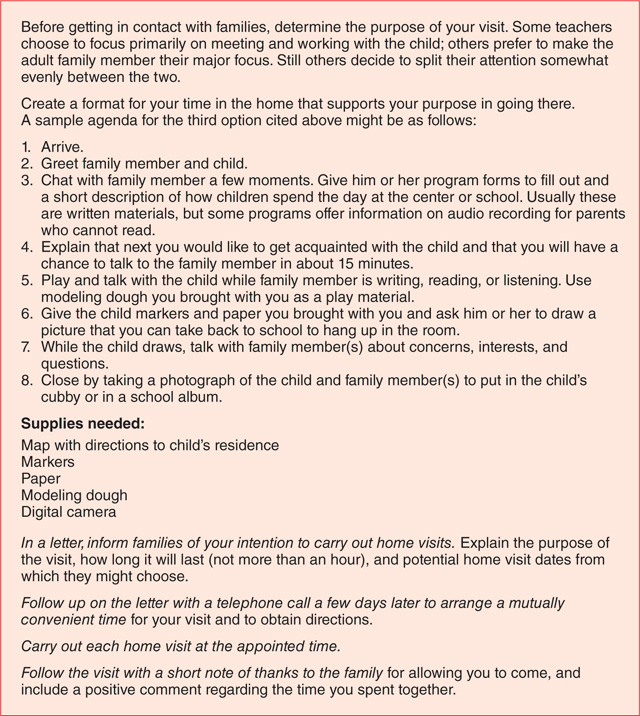 Before getting in contact with families, determine the purpose of your visit. Some teachers
choose to focus primarily on meeting and working with the child; others prefer to make the
adult family member their major focus. Still others decide to split their attention somewhat
evenly between the two.
Create a format for your time in the home that supports your purpose in going there.
A sample agenda for the third option cited above might be as follows:
1. Arrive.
2. Greet family member and child.
3. Chat with family member a few moments. Give him or her program forms to fill out and
a short description of how children spend the day at the center or school. Usually these
are written materials, but some programs offer information on audio recording for parents
who cannot read.
4. Explain that next you would like to get acquainted with the child and that you will have a
chance to talk to the family member in about 15 minutes.
5. Play and talk with the child while family member is writing, reading, or listening. Use
modeling dough you brought with you as a play material.
6. Give the child markers and paper you brought with you and ask him or her to draw a
picture that you can take back to school to hang up in the room.
7. While the child draws, talk with family member(s) about concerns, interests, and
questions.
8. Close by taking a photograph of the child and family member(s) to put in the child's
cubby or in a school album.
Supplies needed:
Map with directions to child's residence
Markers
Paper
Modeling dough
Digital camera
In a letter, inform families of your intention to carry out home visits. Explain the purpose of
the visit, how long it will last (not more than an hour), and potential home visit dates from
which they might choose.
Follow up on the letter with a telephone call a few days later to arrange a mutually
convenient time for your visit and to obtain directions.
Carry out each home visit at the appointed time.
Follow the visit with a short note of thanks to the family for allowing you to come, and
include a positive comment regarding the time you spent together.